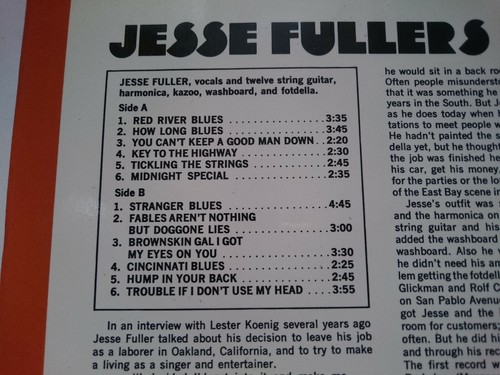 JESSE FULLERS
JESSE FULLER, vocals and twelve string guitar,
harmonica, kazoo, washboard, and fotdella.
Side A
1. RED RIVER BLUES . . . . . . . . . . . . . . . . 3:35
2. HOW LONG BLUES . . . . . . . . . . . . . . . . 3:45
3. YOU CAN'T KEEP A GOOD MAN DOWN . . 2:20
4. KEY TO THE HIGHWAY . . . . . . . . . . . . . 2:30
5. TICKLING THE STRINGS . . . . . . . . . . . . 2:45
6. MIDNIGHT SPECIAL . . . . . . . . . . . . . . 2:35
Side B
1. STRANGER BLUES . . . . . . . . . . . . . . . . 4:45
2. FABLES AREN'T NOTHING
BUT DOGGONE LIES . . . . . . . . . . . . . . 3:00
3. BROWNSKIN GAL I GOT
MY EYES ON YOU . . . . . . . . . . . . . . . . 3:30
4. CINCINNATI BLUES . . . . . . . . . . . . . . . 2:25
5. HUMP IN YOUR BACK . . . . . . . . . . . . . 2:45
6. TROUBLE IF I DON'T USE MY HEAD . . . . 3:55
In an interview with Lester Koenig several years ago
Jesse Fuller talked about his decision to leave his job
as a laborer in Oakland, California, and to try to make
a living as a singer and entertainer.
he would sit in a back ro
Often people misunderst
that it was something he
years in the South. But J
as he does today when h
tations to meet people w
He hadn't painted the s
della yet, but he thought
the job was finished he
his car, get his money,
for the parties or the lo
of the East Bay scene in
Jesse's outfit was
and the harmonica on
string guitar and his
added the washboard
washboard. Also he
he didn't need his an
lem getting the fotdell
Glickman and Rolf C
on San Pablo Avenue
got Jesse and the
room for customers;
often. But he did hi
and through his rec
The first record w